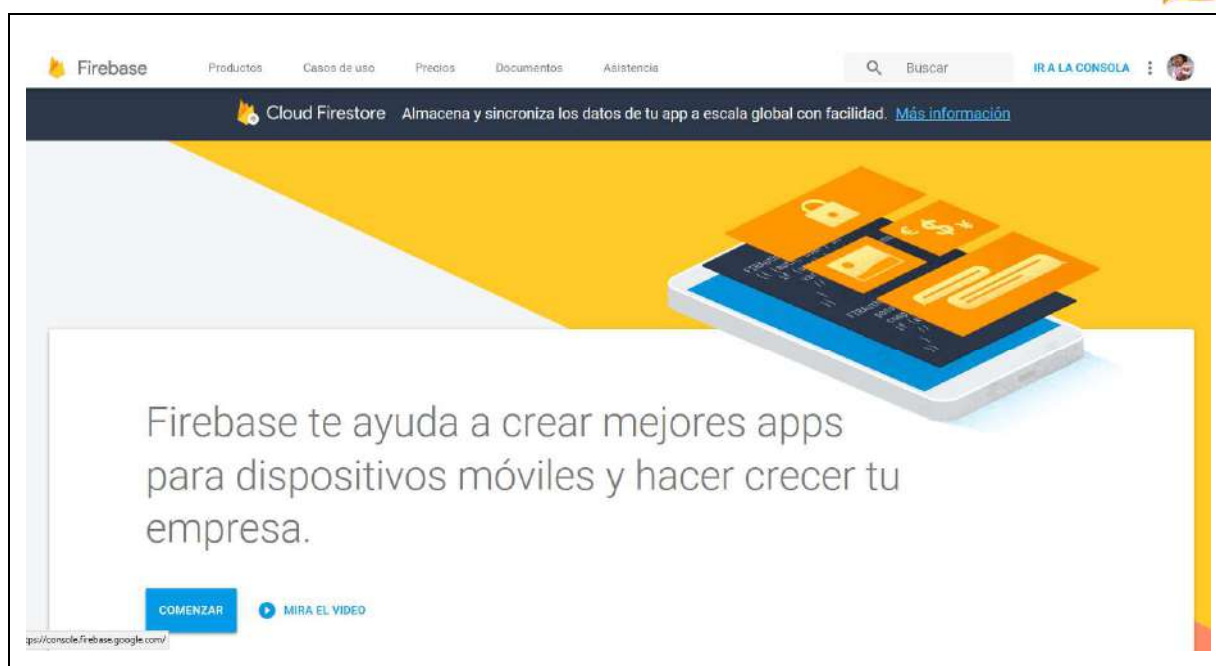 Firebase
Productos Casos de uso Precios Documentos Asistencia
Buscar
IR A LA CONSOLA
Cloud Firestore Almacena y sincroniza los datos de tu app a escala global con facilidad. Más información
Firebase te ayuda a crear mejores apps
para dispositivos móviles y hacer crecer tu
empresa.
COMENZAR MIRA EL VIDEO
ps://console.firebase.google.com/